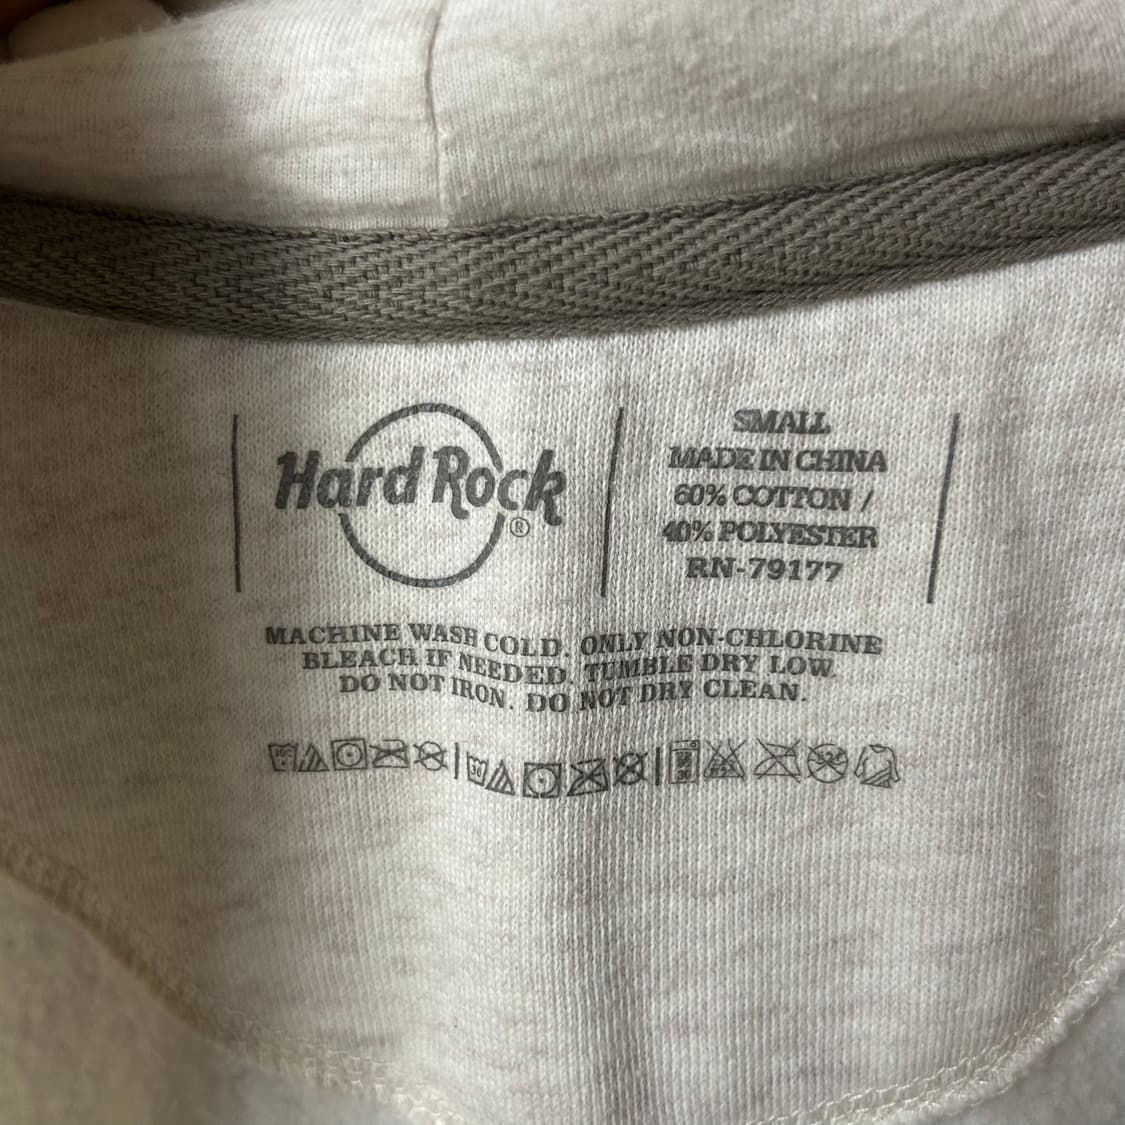 Hard Rock
®
SMALL
MADE IN CHINA
60% COTTON /
40% POLYESTER
RN-79177
MACHINE WASH COLD. ONLY NON-CHLORINE
BLEACH IF NEEDED. TUMBLE DRY LOW.
DO NOT IRON. DO NOT DRY CLEAN.